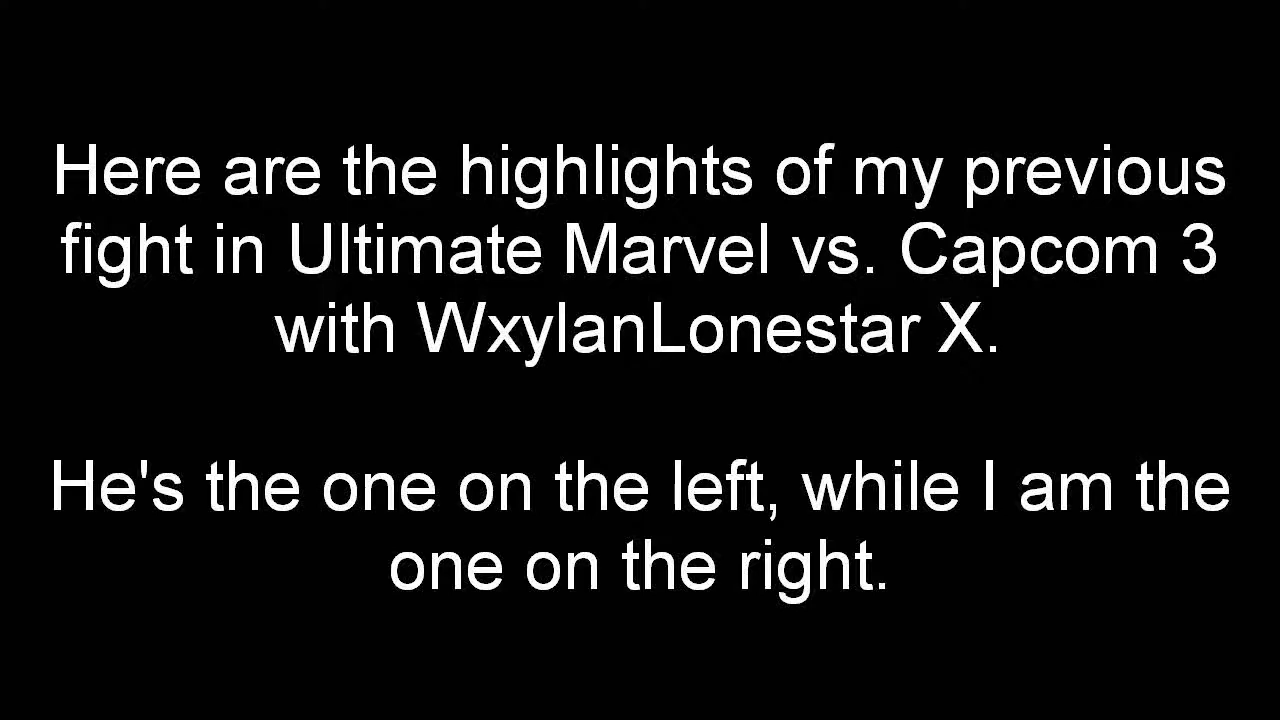 Here are the highlights of my previous
fight in Ultimate Marvel vs. Capcom 3
with WxylanLonestar X.
He's the one on the left, while I am the
one on the right.